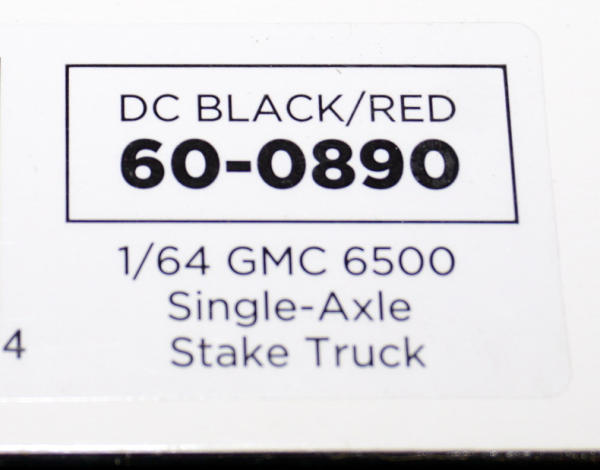 DC BLACK/RED
60-0890
1/64 GMC 6500
Single-Axle
Stake Truck
4